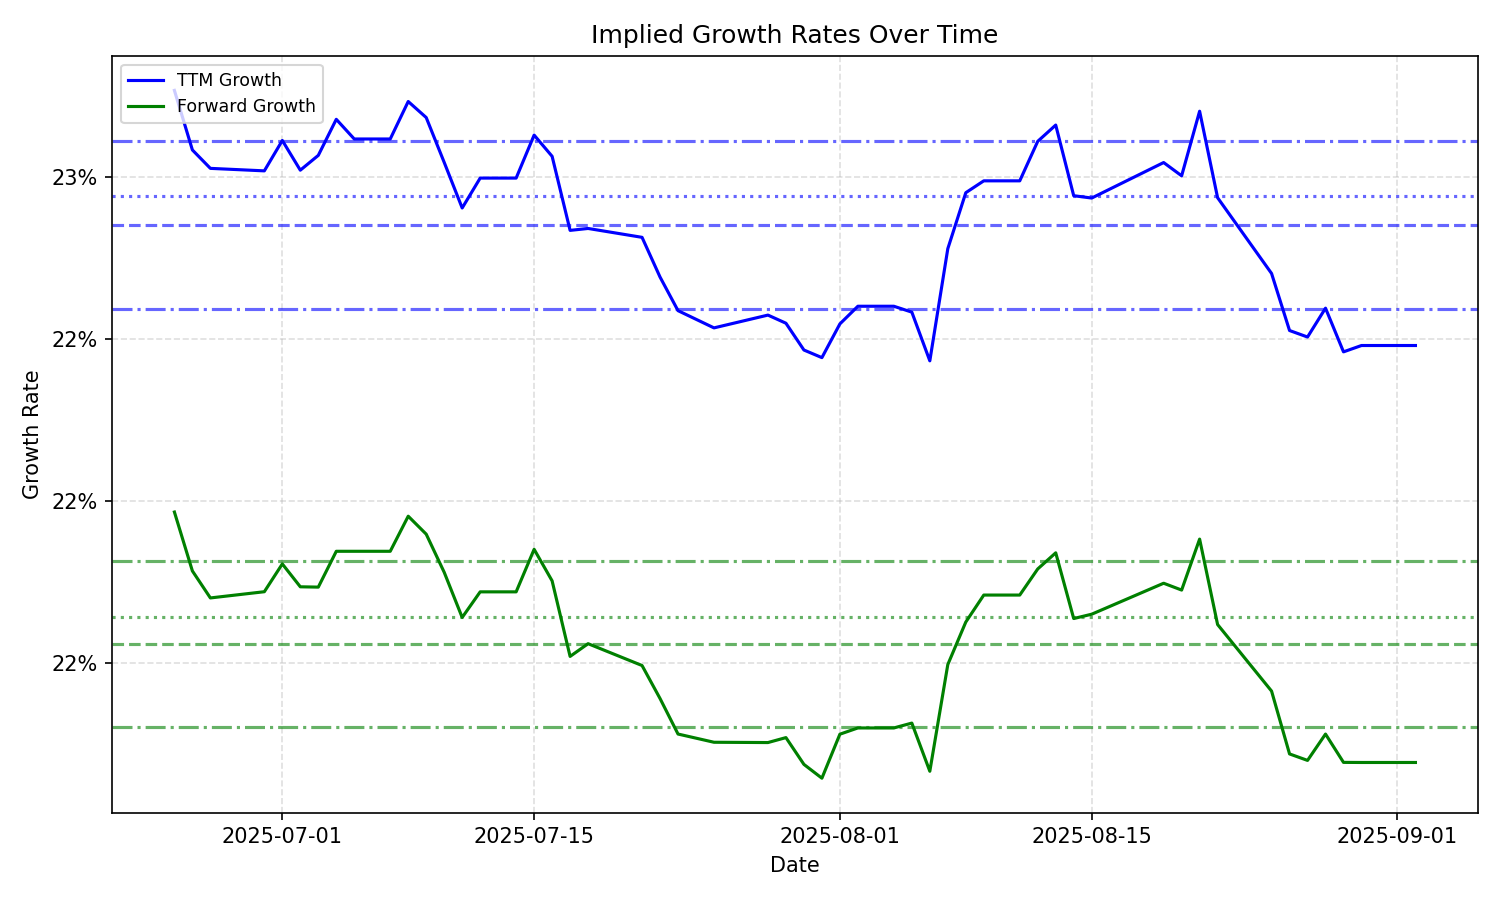 Implied Growth Rates Over Time
TTM Growth
Forward Growth
23%
22%
22%
22%
Growth Rate
2025-07-01
2025-07-15
2025-08-01
2025-08-15
2025-09-01
Date